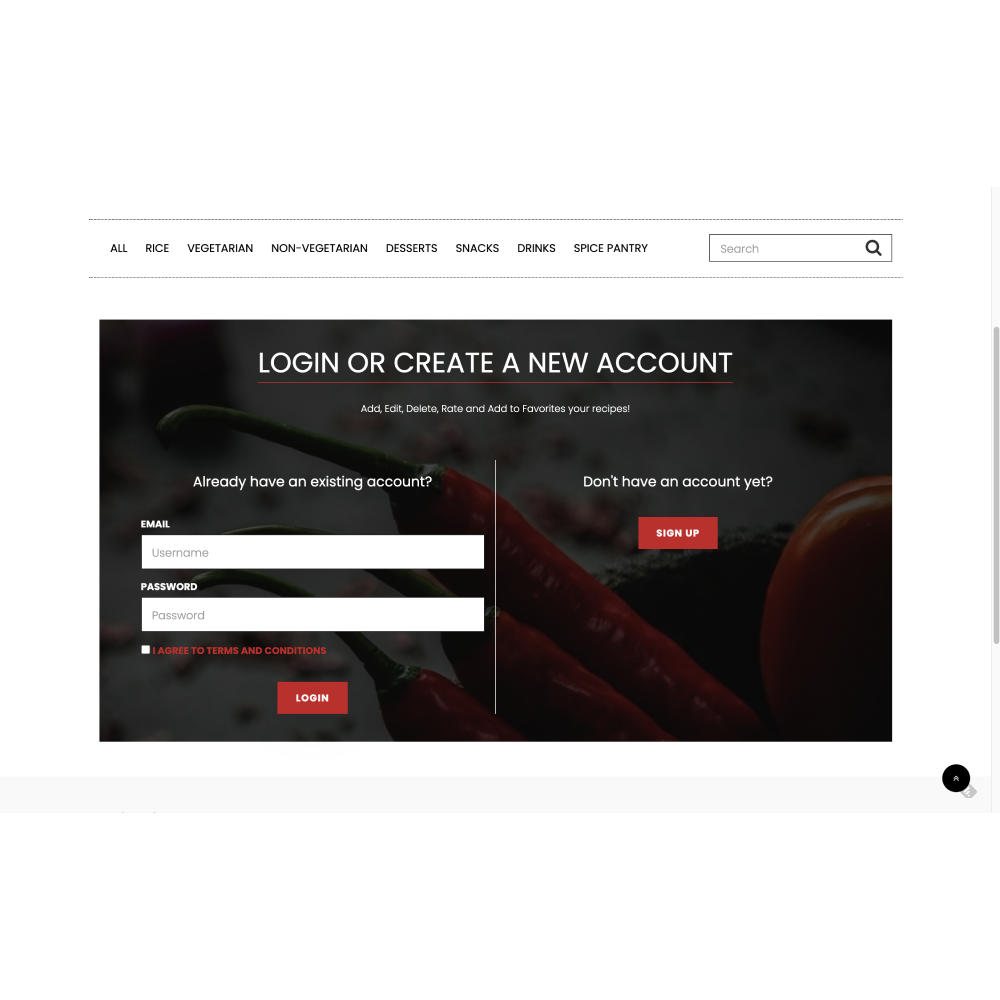 ALL RICE VEGETARIAN NON-VEGETARIAN DESSERTS SNACKS DRINKS SPICE PANTRY Search
LOGIN OR CREATE A NEW ACCOUNT
Add, Edit, Delete, Rate and Add to Favorites your recipes!
Already have an existing account?
EMAIL
Username
PASSWORD
Password
I AGREE TO TERMS AND CONDITIONS
LOGIN
Don't have an account yet?
SIGN UP